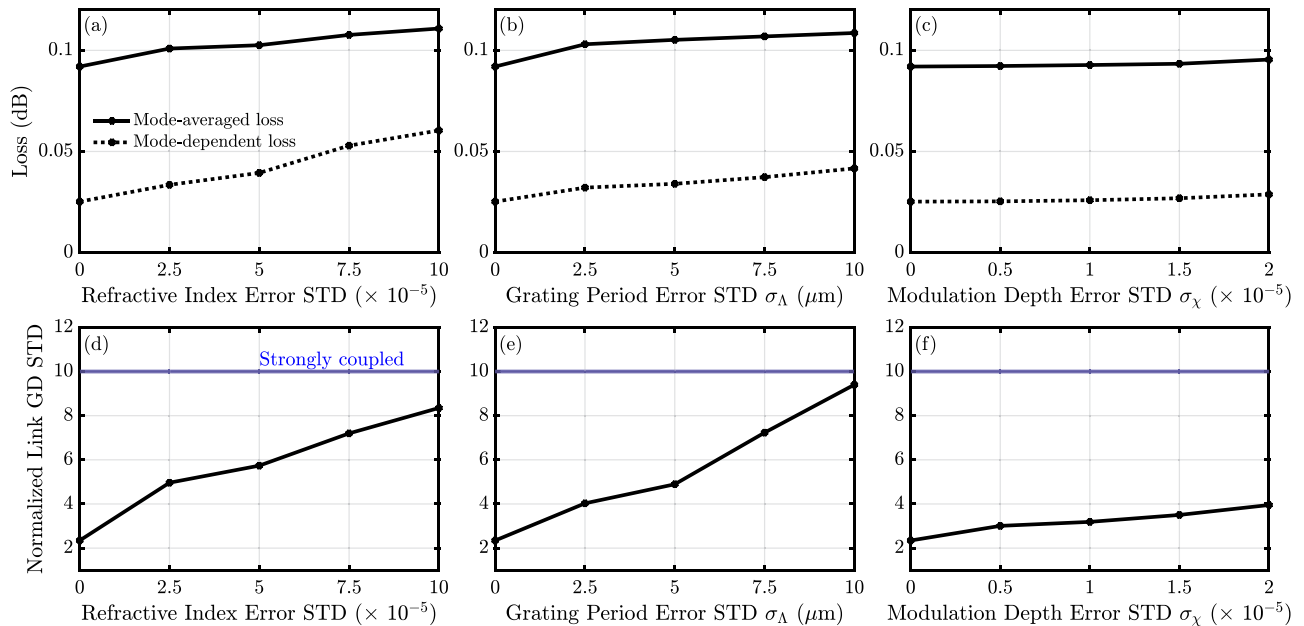 (a)
(b)
(c)
Loss (dB)
0.1
0.05
0
Mode-averaged loss
Mode-dependent loss
0.1
0.05
0
0.1
0.05
0
0 2.5 5 7.5 10
0 2.5 5 7.5 10
0 0.5 1 1.5 2
Refractive Index Error STD (× 10⁻⁵)
Grating Period Error STD σ_Λ (μm)
Modulation Depth Error STD σ_χ (× 10⁻⁵)
(d)
(e)
(f)
Normalized Link GD STD
12
10
8
6
4
2
Strongly coupled
12
10
8
6
4
2
12
10
8
6
4
2
0 2.5 5 7.5 10
0 2.5 5 7.5 10
0 0.5 1 1.5 2
Refractive Index Error STD (× 10⁻⁵)
Grating Period Error STD σ_Λ (μm)
Modulation Depth Error STD σ_χ (× 10⁻⁵)